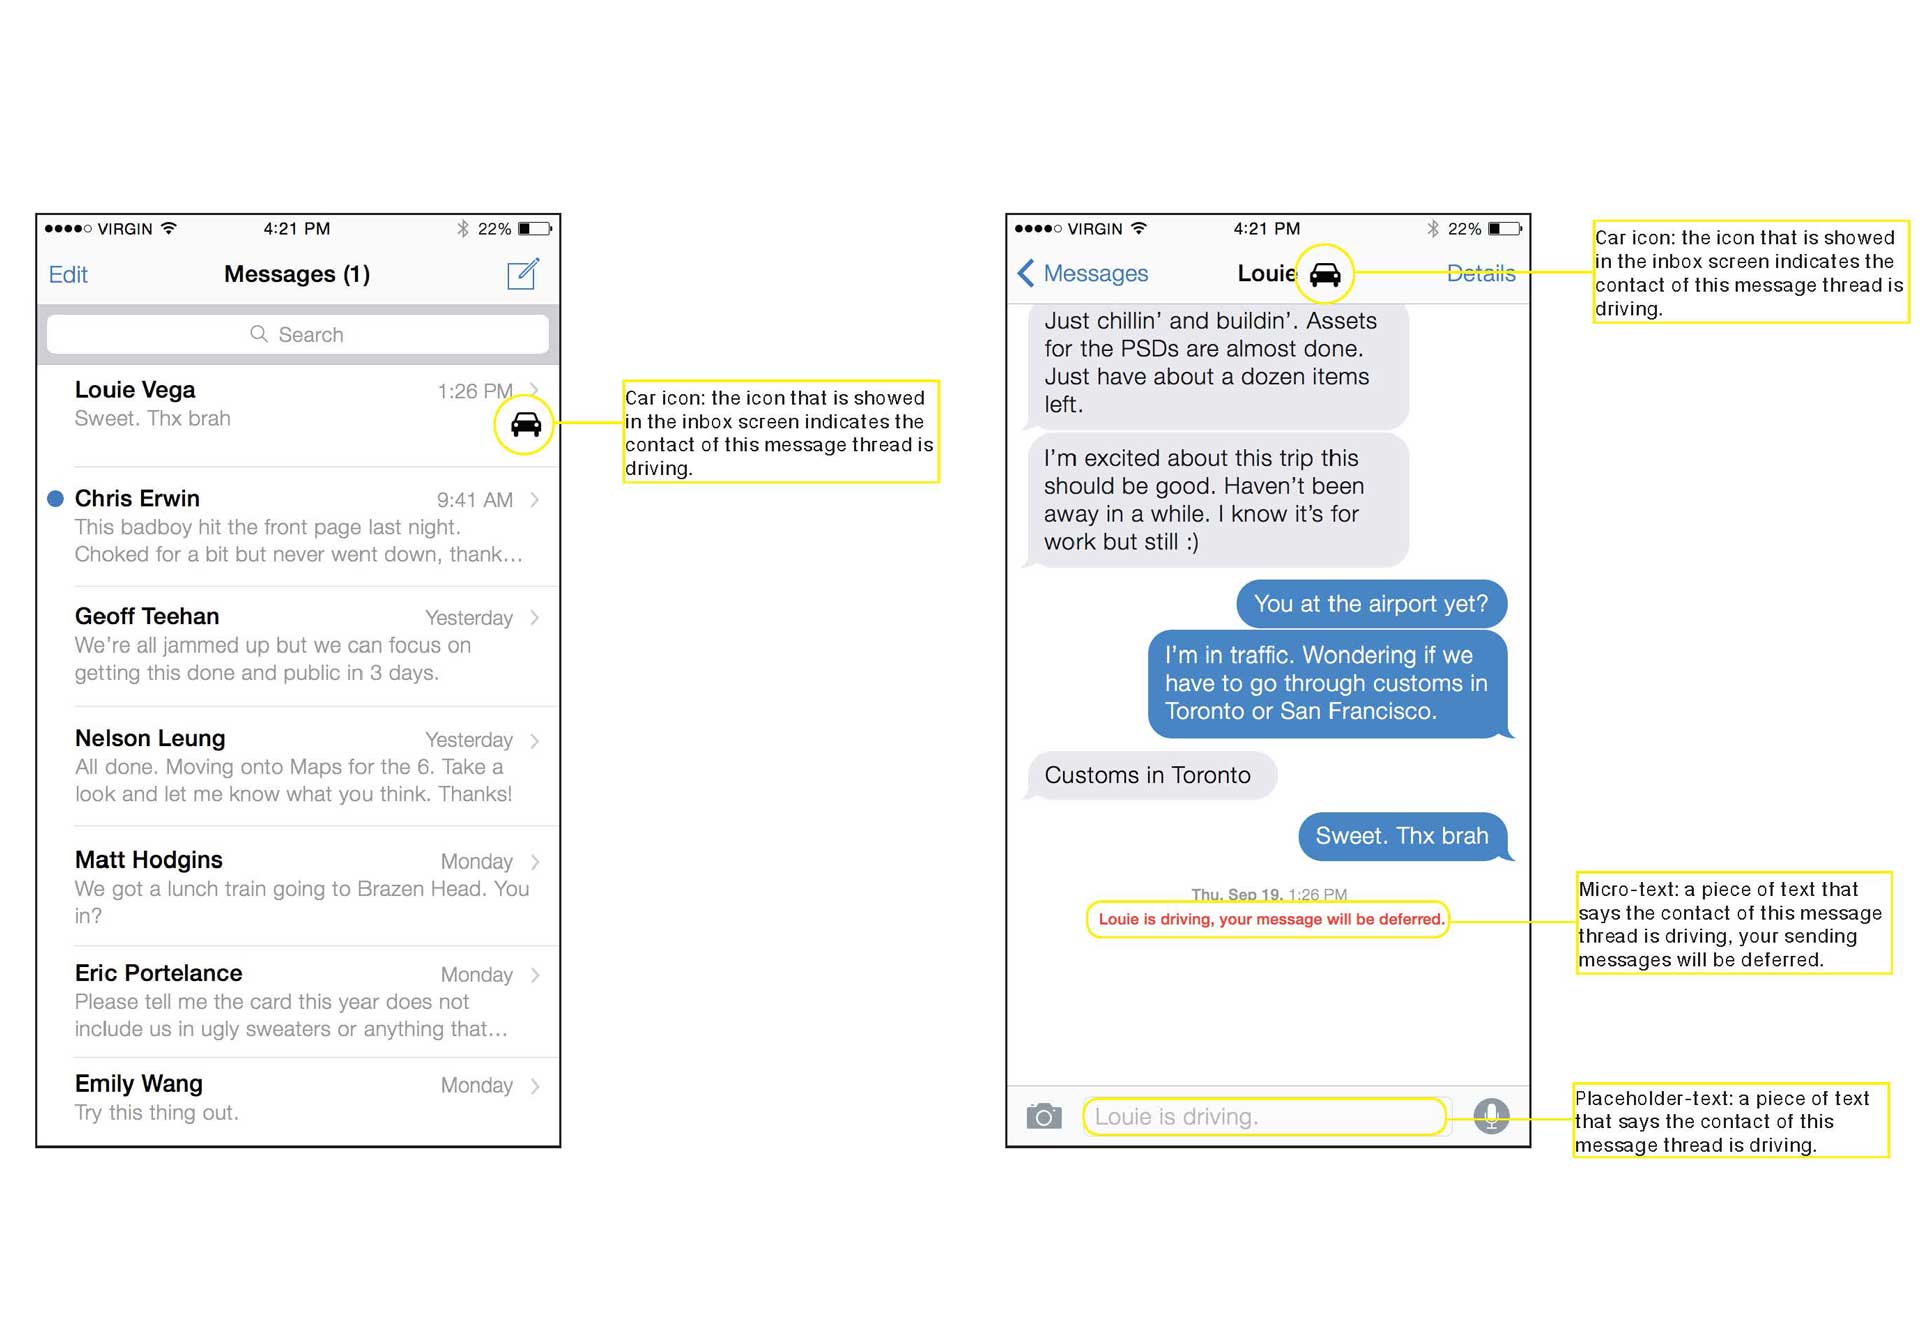 VIRGIN 4:21 PM 22%
Edit Messages (1)
Search
Louie Vega 1:26 PM
Sweet. Thx brah
Chris Erwin 9:41 AM
This badboy hit the front page last night.
Choked for a bit but never went down, thank...
Geoff Teehan Yesterday
We're all jammed up but we can focus on
getting this done and public in 3 days.
Nelson Leung Yesterday
All done. Moving onto Maps for the 6. Take a
look and let me know what you think. Thanks!
Matt Hodgins Monday
We got a lunch train going to Brazen Head. You
in?
Eric Portelance Monday
Please tell me the card this year does not
include us in ugly sweaters or anything that...
Emily Wang Monday
Try this thing out.
Car icon: the icon that is showed
in the inbox screen indicates the
contact of this message thread is
driving.
VIRGIN 4:21 PM 22%
Messages Louie Details
Just chillin' and buildin'. Assets
for the PSDs are almost done.
Just have about a dozen items
left.
I'm excited about this trip this
should be good. Haven't been
away in a while. I know it's for
work but still :)
You at the airport yet?
I'm in traffic. Wondering if we
have to go through customs in
Toronto or San Francisco.
Customs in Toronto
Sweet. Thx brah
Thu, Sep 19, 1:26 PM
Louie is driving, your message will be deferred.
Louie is driving.
Car icon: the icon that is showed
in the inbox screen indicates the
contact of this message thread is
driving.
Micro-text: a piece of text that
says the contact of this message
thread is driving, your sending
messages will be deferred.
Placeholder-text: a piece of text
that says the contact of this
message thread is driving.